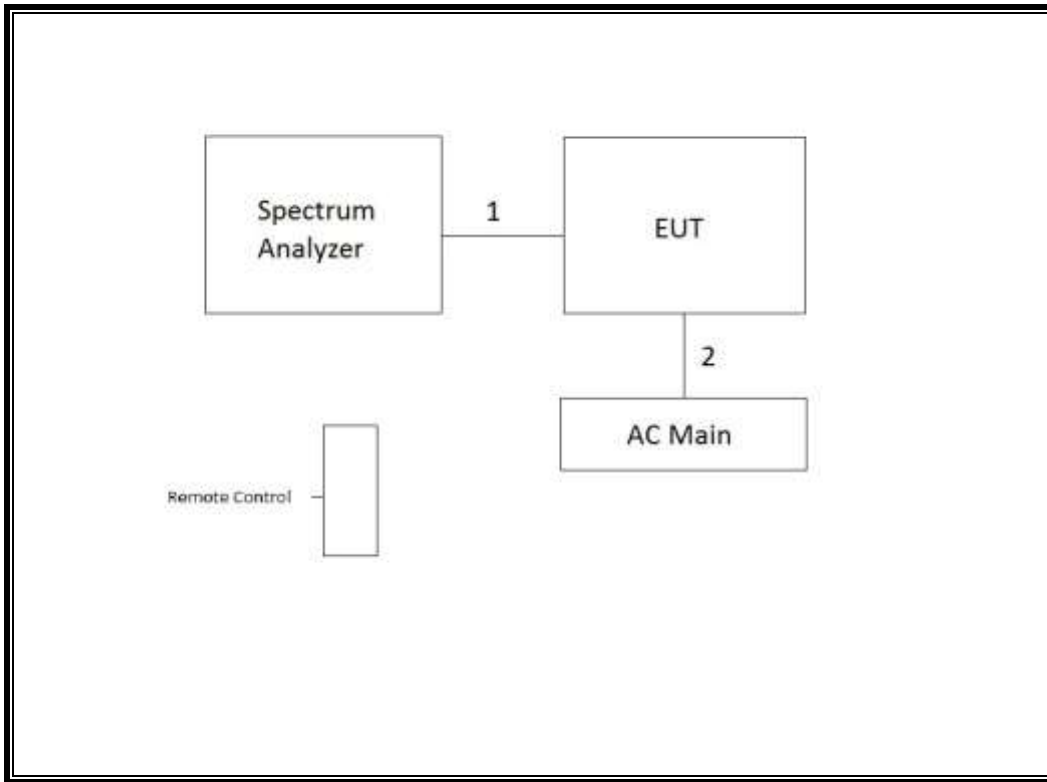 Spectrum
Analyzer
1
EUT
2
AC Main
Remote Control